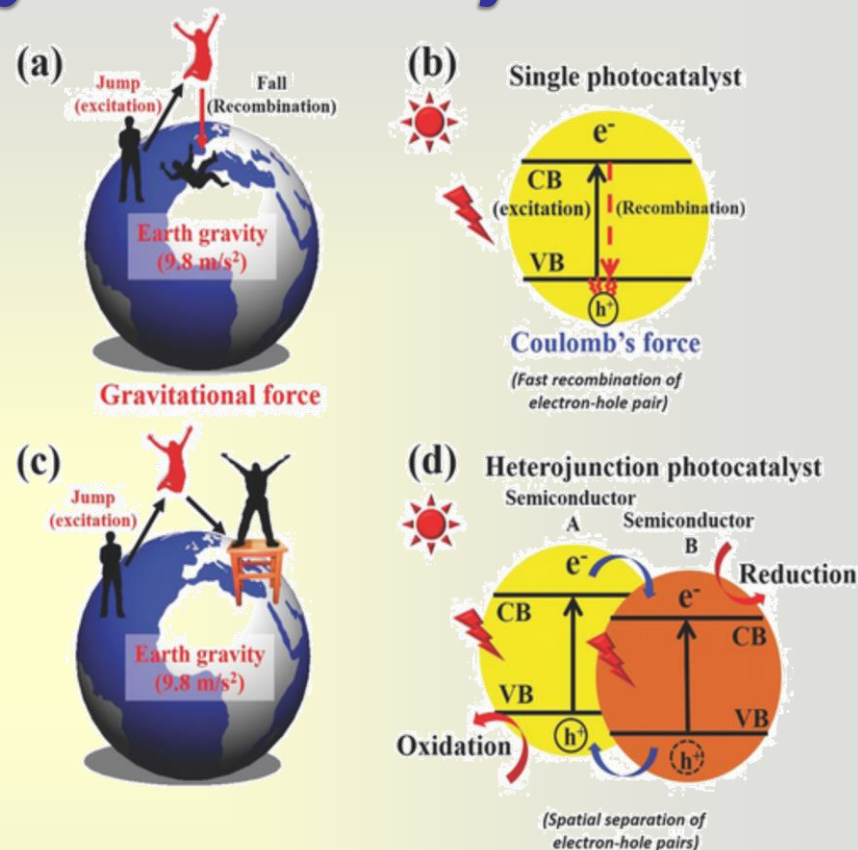 (a)
Jump
(excitation)
Fall
(Recombination)
Earth gravity
(9.8 m/s²)
Gravitational force
(b)
Single photocatalyst
e⁻
CB
(excitation)
(Recombination)
VB
h⁺
Coulomb's force
(Fast recombination of
electron-hole pair)
(c)
Jump
(excitation)
Earth gravity
(9.8 m/s²)
(d)
Heterojunction photocatalyst
Semiconductor
A
Semiconductor
B
e⁻
Reduction
e⁻
CB
CB
VB
VB
Oxidation
h⁺
h⁺
(Spatial separation of
electron-hole pairs)